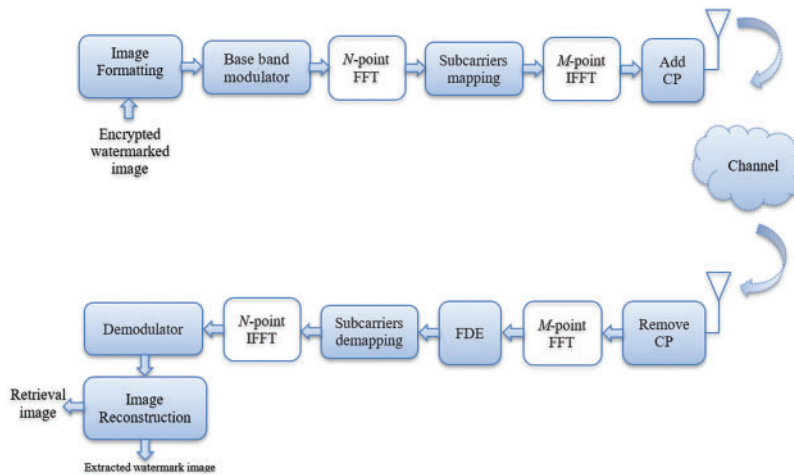 Image
Formatting
Base band
modulator
N-point
FFT
Subcarriers
mapping
M-point
IFFT
Add
CP
Encrypted
watermarked
image
Channel
Demodulator
N-point
IFFT
Subcarriers
demapping
FDE
M-point
FFT
Remove
CP
Retrieval
image
Image
Reconstruction
Extracted watermark image